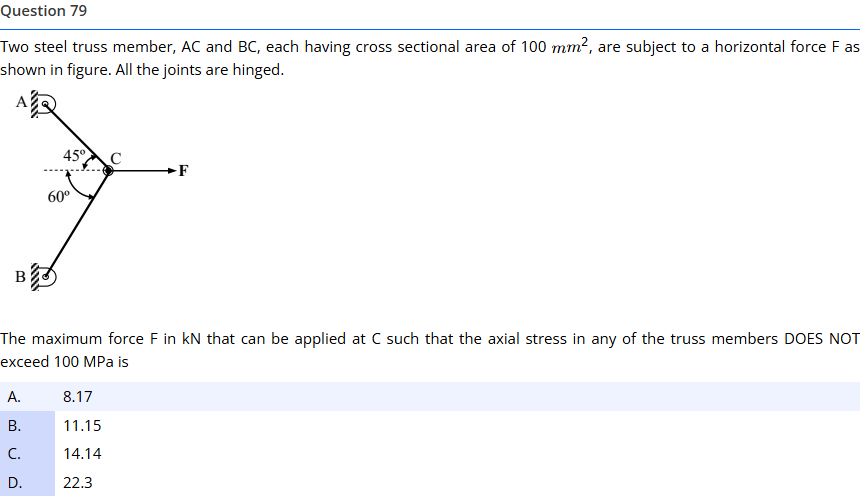 Question 79
Two steel truss member, AC and BC, each having cross sectional area of 100 mm², are subject to a horizontal force F as
shown in figure. All the joints are hinged.
A
45°
C
F
60°
B
The maximum force F in kN that can be applied at C such that the axial stress in any of the truss members DOES NOT
exceed 100 MPa is
A. 8.17
B. 11.15
C. 14.14
D. 22.3